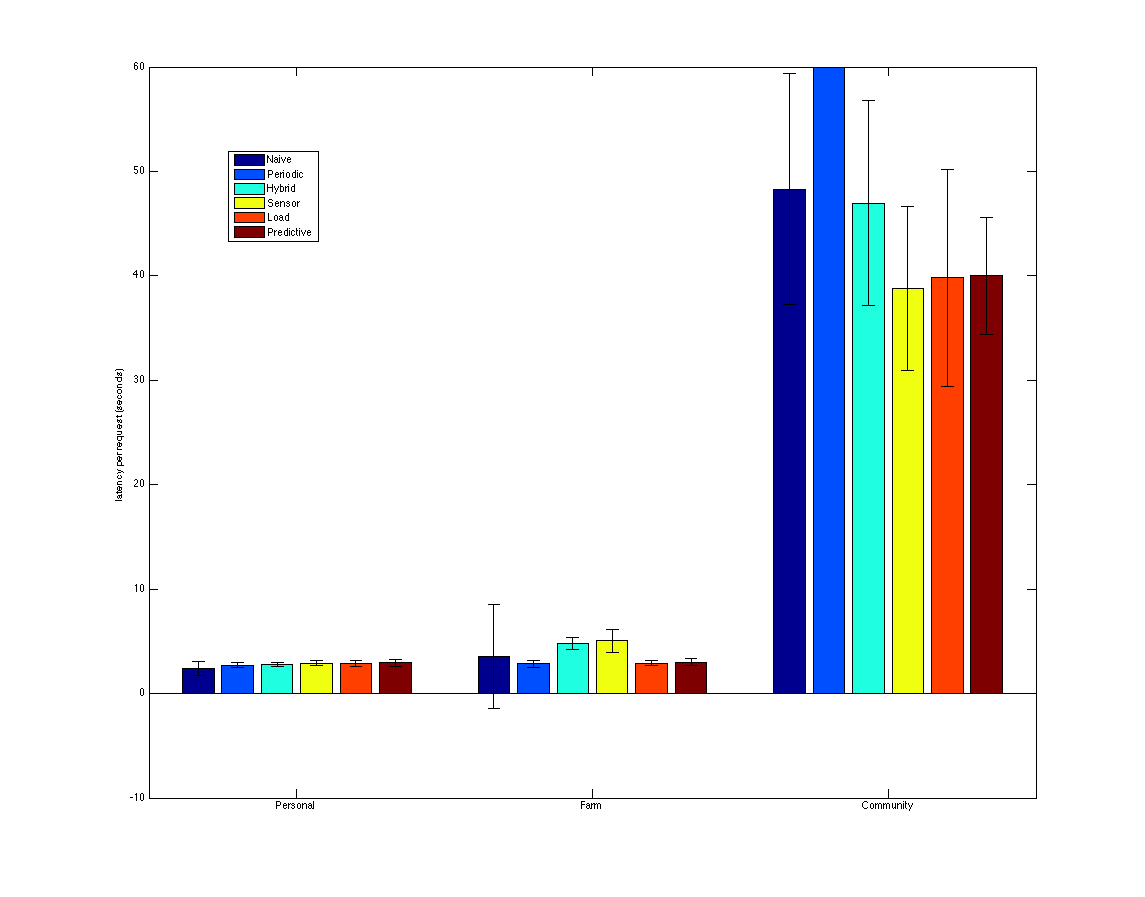 60
50
40
30
20
10
0
-10
latency per request (seconds)
Naive
Periodic
Hybrid
Sensor
Load
Predictive
Personal
Farm
Community